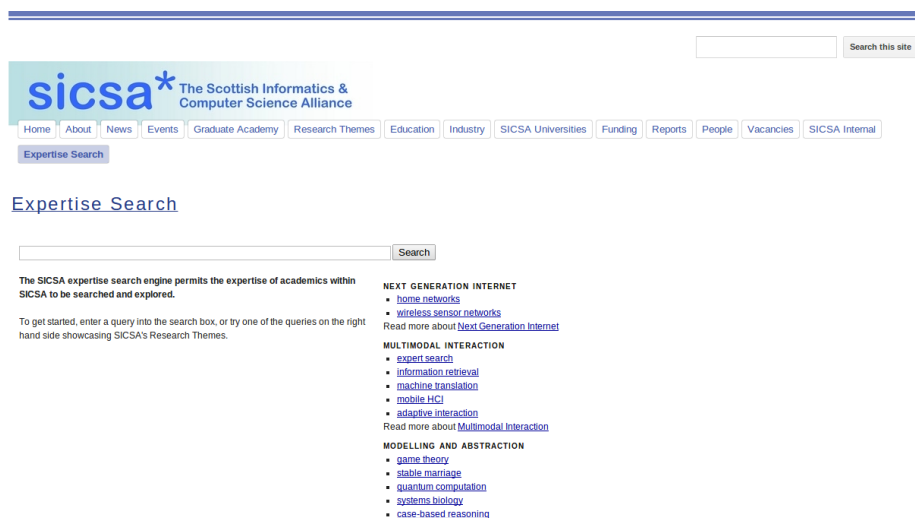 Search this site
sicsa* The Scottish Informatics &
Computer Science Alliance
Home About News Events Graduate Academy Research Themes Education Industry SICSA Universities Funding Reports People Vacancies SICSA Internal
Expertise Search
Expertise Search
Search
The SICSA expertise search engine permits the expertise of academics within
SICSA to be searched and explored.
To get started, enter a query into the search box, or try one of the queries on the right
hand side showcasing SICSA's Research Themes.
NEXT GENERATION INTERNET
home networks
wireless sensor networks
Read more about Next Generation Internet
MULTIMODAL INTERACTION
expert search
information retrieval
machine translation
mobile HCI
adaptive interaction
Read more about Multimodal Interaction
MODELLING AND ABSTRACTION
game theory
stable marriage
quantum computation
systems biology
case-based reasoning